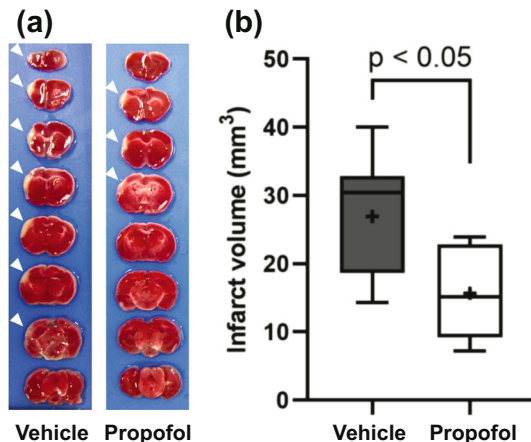 (a)
Vehicle Propofol
(b)
p < 0.05
Infarct volume (mm³)
50
40
30
20
10
0
Vehicle Propofol